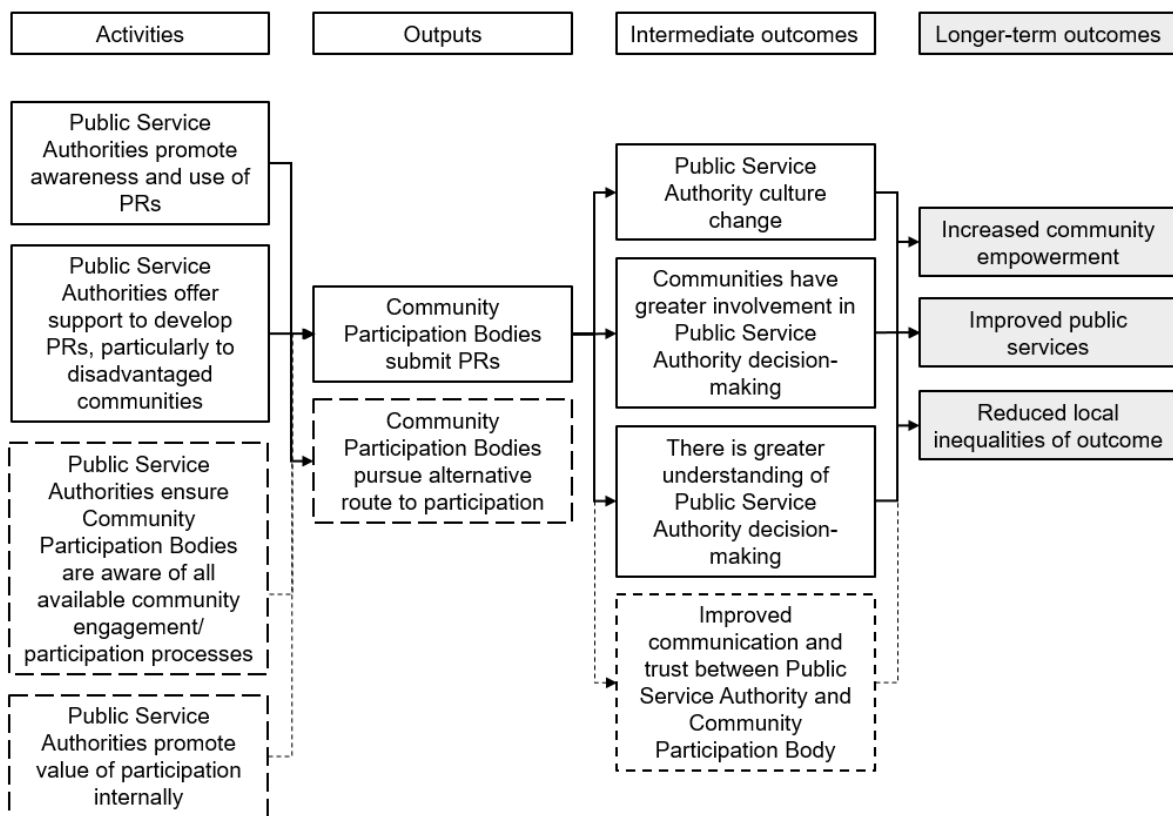 Activities
Outputs
Intermediate outcomes
Longer-term outcomes
Public Service
Authorities promote
awareness and use of
PRs
Public Service
Authorities offer
support to develop
PRs, particularly to
disadvantaged
communities
Public Service
Authorities ensure
Community
Participation Bodies
are aware of all
available community
engagement/
participation processes
Public Service
Authorities promote
value of participation
internally
Community
Participation Bodies
submit PRs
Community
Participation Bodies
pursue alternative
route to participation
Public Service
Authority culture
change
Communities have
greater involvement in
Public Service
Authority decision-
making
There is greater
understanding of
Public Service
Authority decision-
making
Improved
communication and
trust between Public
Service Authority and
Community
Participation Body
Increased community
empowerment
Improved public
services
Reduced local
inequalities of outcome